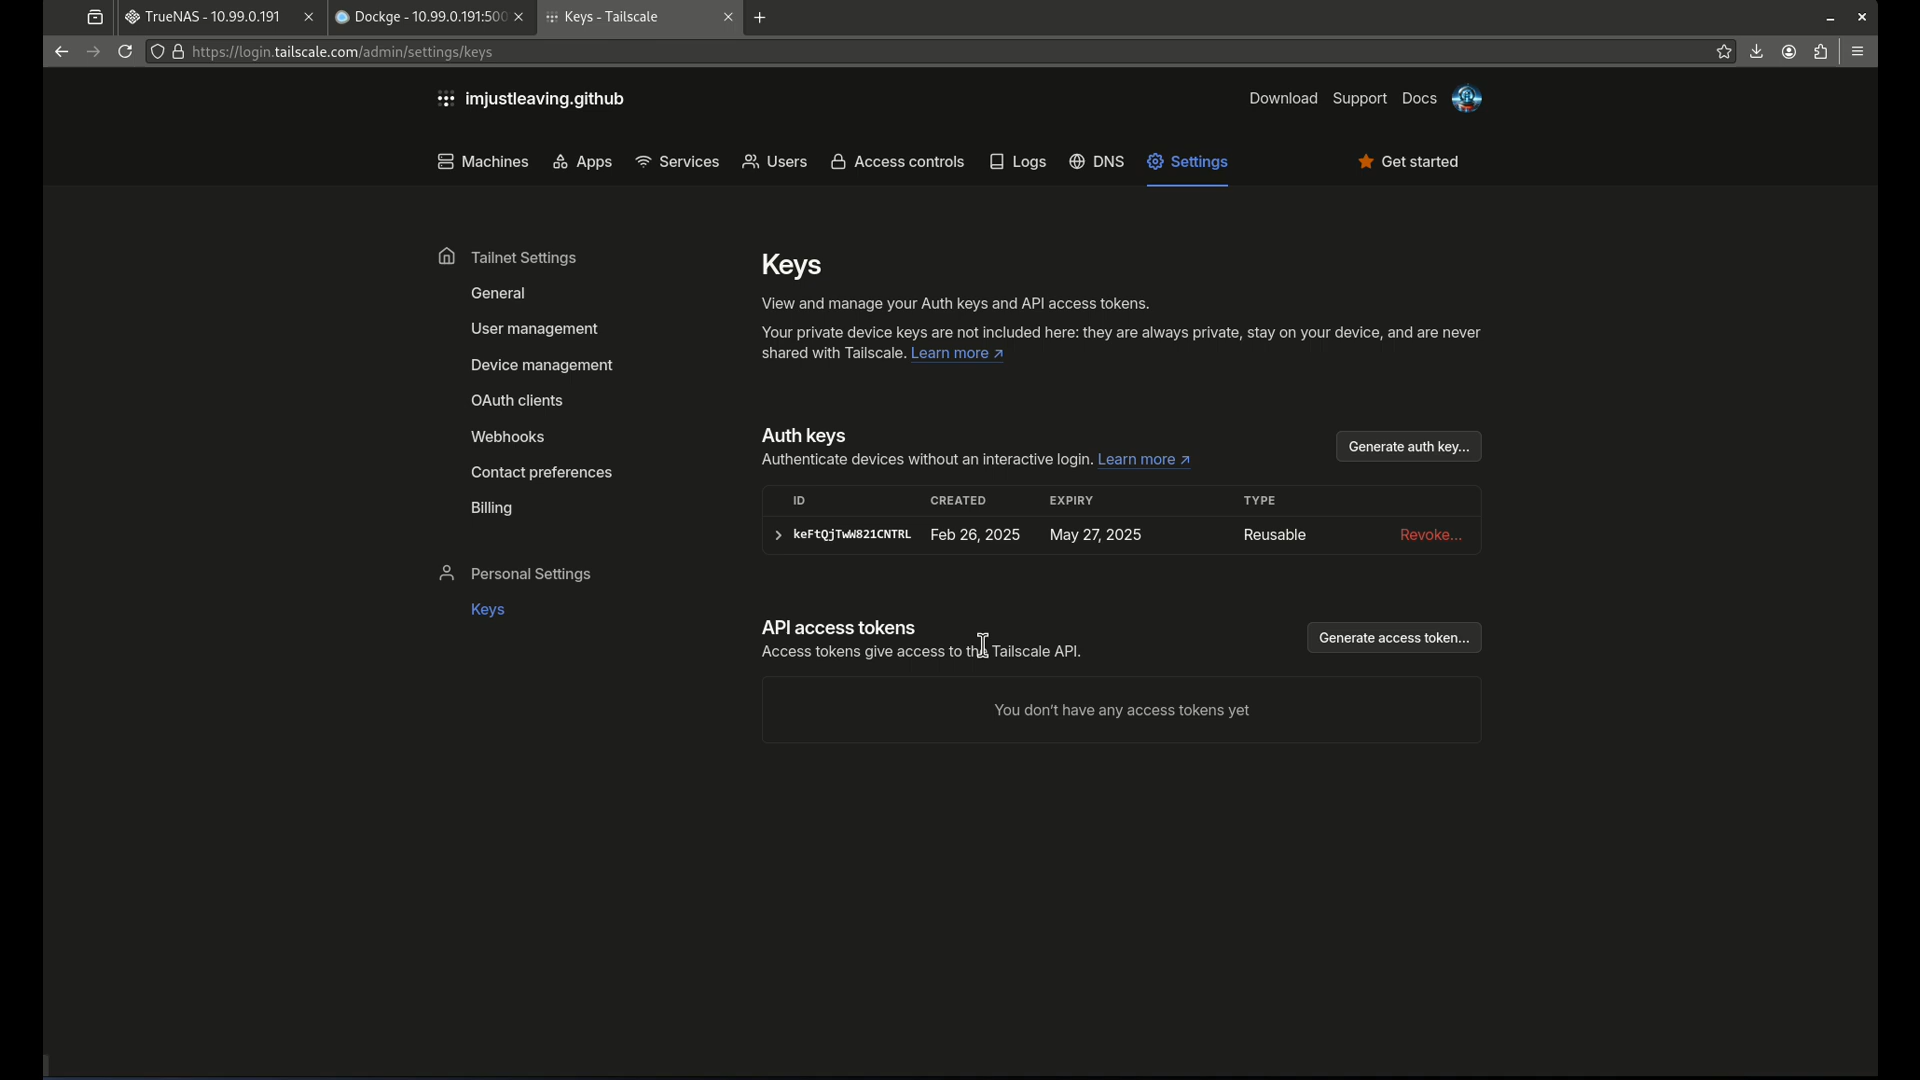 TrueNAS - 10.99.0.191
Dockge - 10.99.0.191:500
Keys - Tailscale
https://login.tailscale.com/admin/settings/keys
imjustleaving.github
Download Support Docs
Machines Apps Services Users Access controls Logs DNS Settings Get started
Tailnet Settings
General
User management
Device management
OAuth clients
Webhooks
Contact preferences
Billing
Personal Settings
Keys
Keys
View and manage your Auth keys and API access tokens.
Your private device keys are not included here: they are always private, stay on your device, and are never
shared with Tailscale. Learn more ↗
Auth keys
Authenticate devices without an interactive login. Learn more ↗
Generate auth key...
ID CREATED EXPIRY TYPE
keFtQjTwW821CNTRL Feb 26, 2025 May 27, 2025 Reusable Revoke...
API access tokens
Access tokens give access to the Tailscale API.
Generate access token...
You don't have any access tokens yet